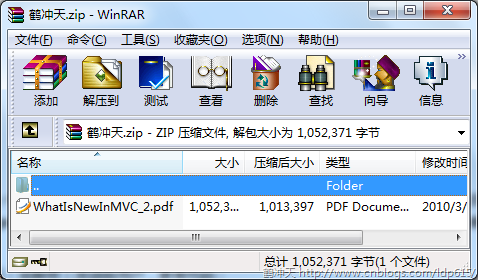 鹤冲天.zip - WinRAR
文件(F) 命令(C) 工具(S) 收藏夹(O) 选项(N) 帮助(H)
添加 解压到 测试 查看 删除 查找 向导 信息
鹤冲天.zip - ZIP 压缩文件, 解包大小为 1,052,371 字节
名称 大小 压缩后大小 类型 修改时间
.. Folder
WhatIsNewInMVC_2.pdf 1,052,3... 1,013,397 PDF Docume... 2010/3/
总计 1,052,371 字节(1 个文件)
鹤冲天 http://www.cnblogs.com/ldp615/